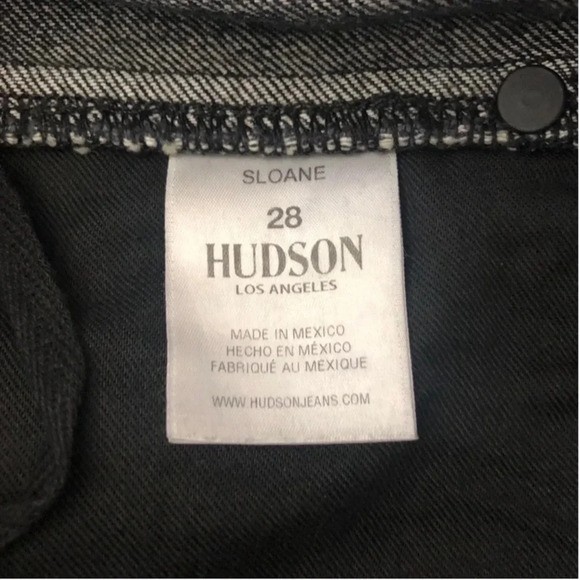 SLOANE
28
HUDSON
LOS ANGELES
MADE IN MEXICO
HECHO EN MÉXICO
FABRIQUÉ AU MEXIQUE
WWW.HUDSONJEANS.COM